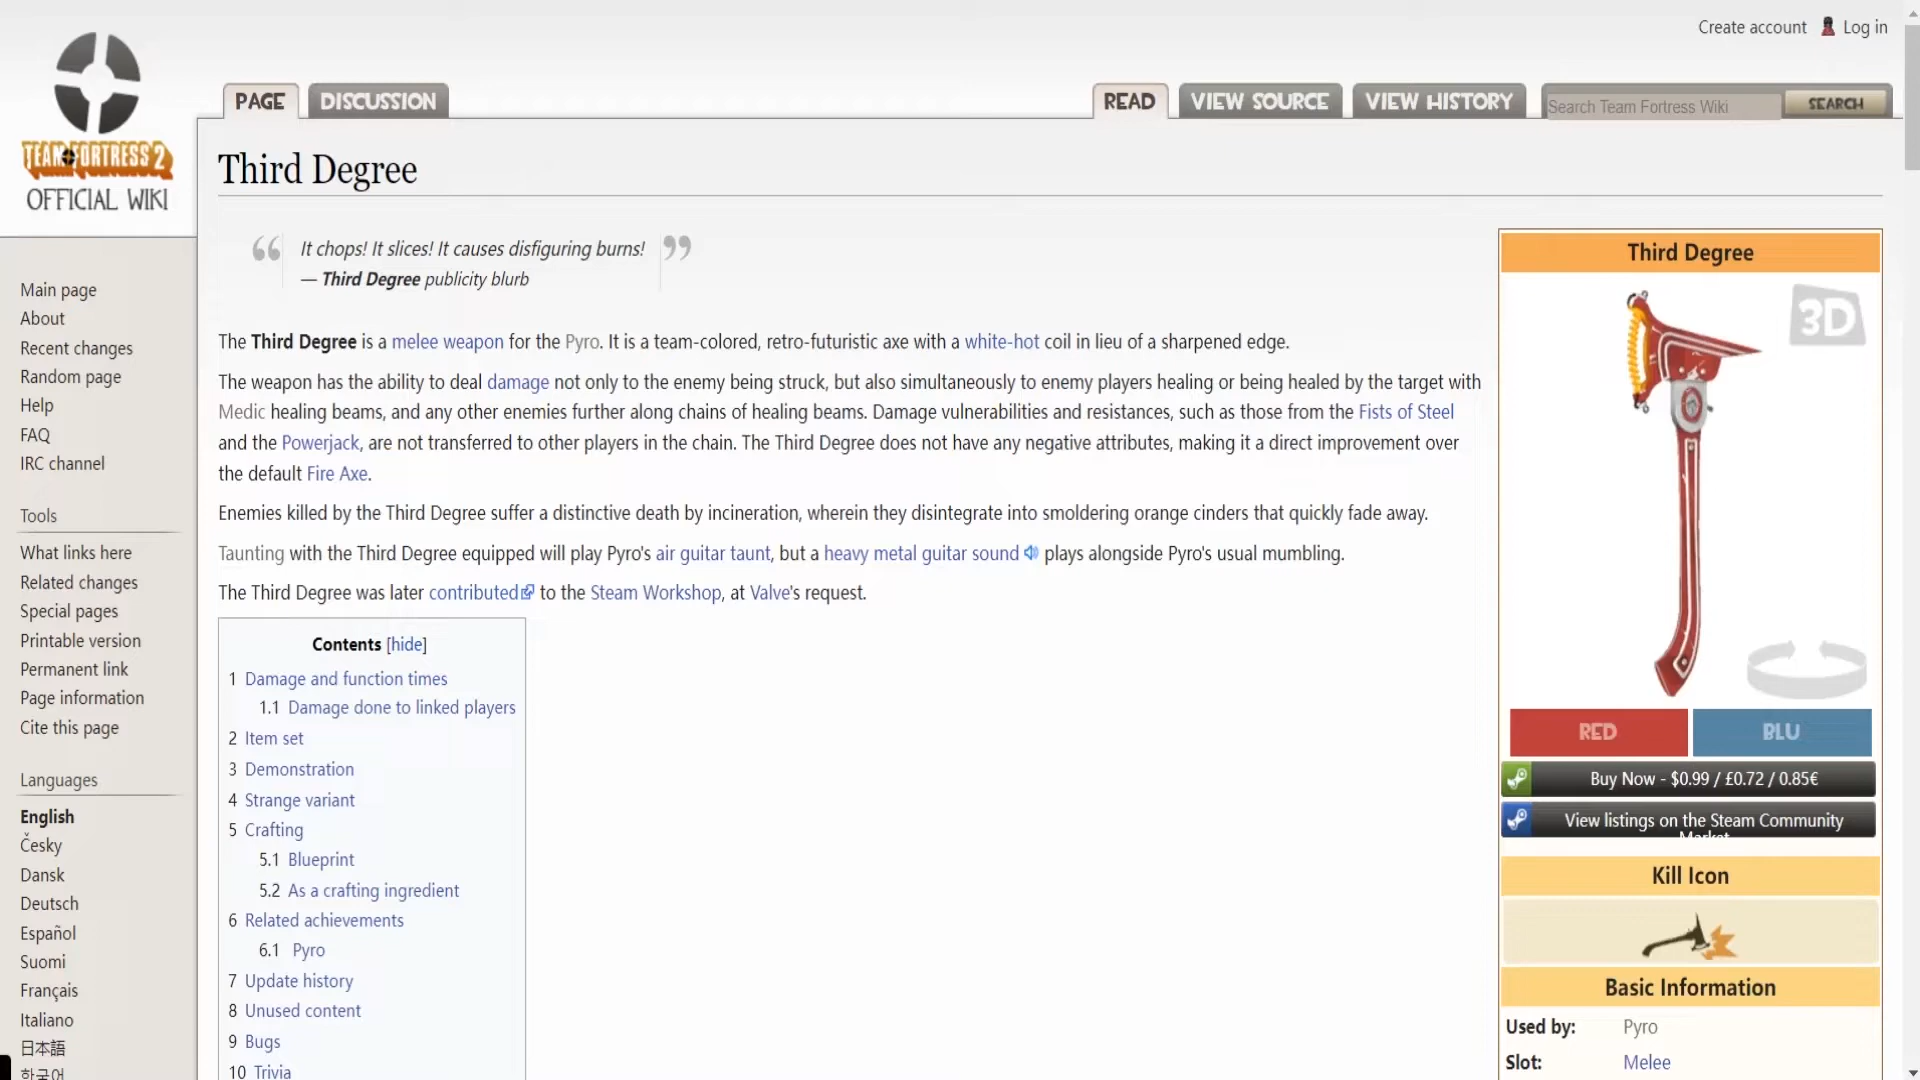 Create account Log in
TEAM FORTRESS 2
OFFICIAL WIKI
PAGE DISCUSSION READ VIEW SOURCE VIEW HISTORY Search Team Fortress Wiki SEARCH
Third Degree
“ It chops! It slices! It causes disfiguring burns! ”
— Third Degree publicity blurb
The Third Degree is a melee weapon for the Pyro. It is a team-colored, retro-futuristic axe with a white-hot coil in lieu of a sharpened edge.
The weapon has the ability to deal damage not only to the enemy being struck, but also simultaneously to enemy players healing or being healed by the target with
Medic healing beams, and any other enemies further along chains of healing beams. Damage vulnerabilities and resistances, such as those from the Fists of Steel
and the Powerjack, are not transferred to other players in the chain. The Third Degree does not have any negative attributes, making it a direct improvement over
the default Fire Axe.
Enemies killed by the Third Degree suffer a distinctive death by incineration, wherein they disintegrate into smoldering orange cinders that quickly fade away.
Taunting with the Third Degree equipped will play Pyro's air guitar taunt, but a heavy metal guitar sound plays alongside Pyro's usual mumbling.
The Third Degree was later contributed to the Steam Workshop, at Valve's request.
Contents [hide]
1 Damage and function times
1.1 Damage done to linked players
2 Item set
3 Demonstration
4 Strange variant
5 Crafting
5.1 Blueprint
5.2 As a crafting ingredient
6 Related achievements
6.1 Pyro
7 Update history
8 Unused content
9 Bugs
10 Trivia
Main page
About
Recent changes
Random page
Help
FAQ
IRC channel
Tools
What links here
Related changes
Special pages
Printable version
Permanent link
Page information
Cite this page
Languages
English
Česky
Dansk
Deutsch
Español
Suomi
Français
Italiano
日本語
한국어
Third Degree
3D
RED BLU
Buy Now - $0.99 / £0.72 / 0.85€
View listings on the Steam Community
Market
Kill Icon
Basic Information
Used by: Pyro
Slot: Melee